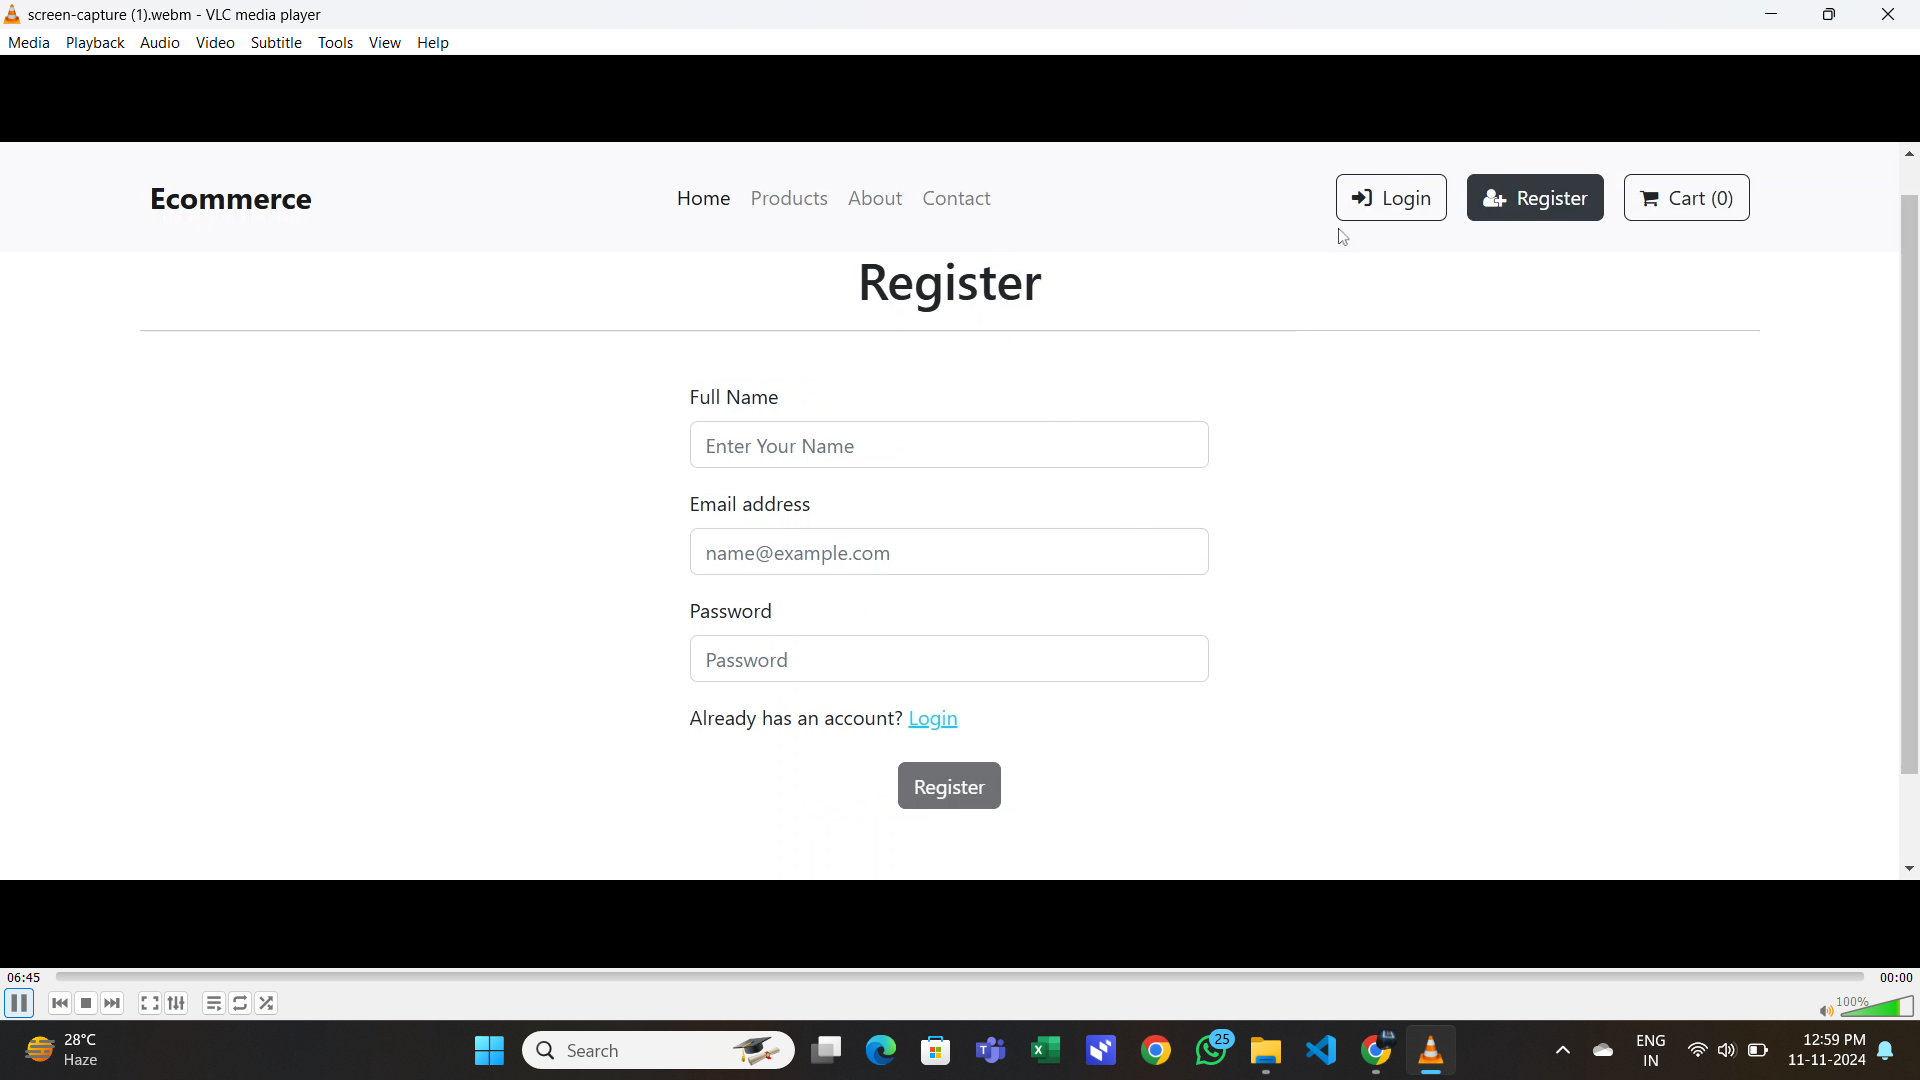 screen-capture (1).webm - VLC media player
Media Playback Audio Video Subtitle Tools View Help
Ecommerce
Home Products About Contact
Login
Register
Cart (0)
Register
Full Name
Enter Your Name
Email address
name@example.com
Password
Password
Already has an account? Login
Register
06:45
00:00
100%
28°C
Haze
Search
25
ENG
IN
12:59 PM
11-11-2024